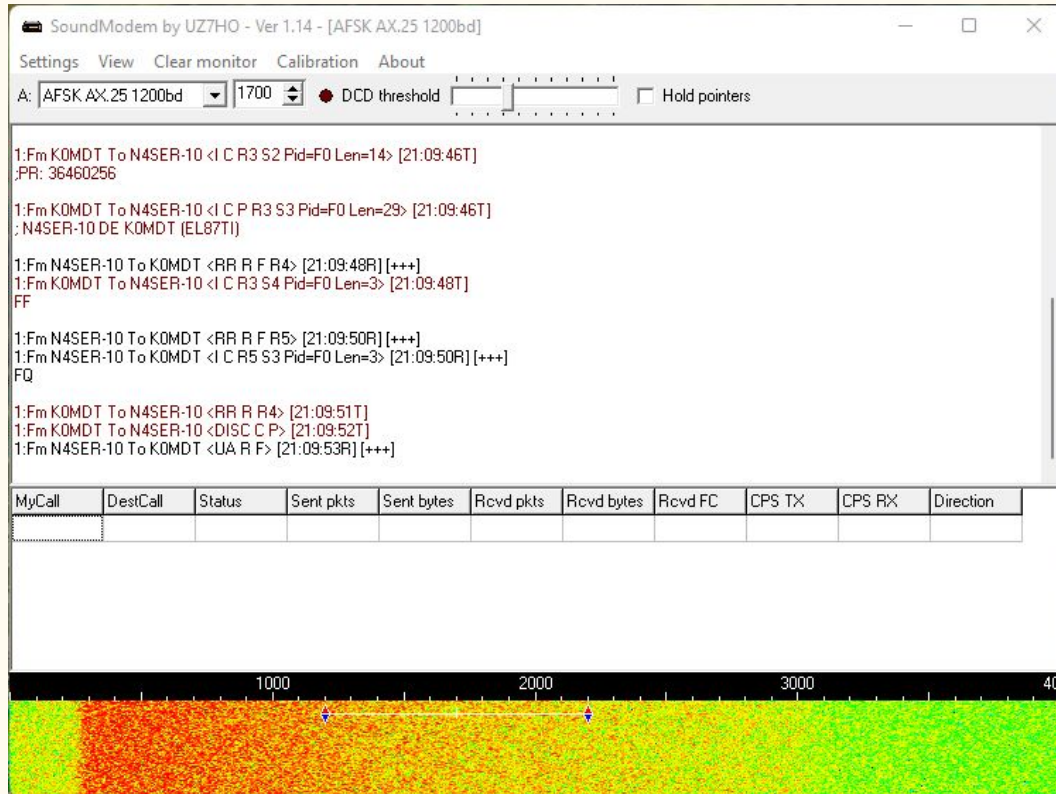 SoundModem by UZ7HO - Ver 1.14 - [AFSK AX.25 1200bd]
Settings View Clear monitor Calibration About
A: AFSK AX.25 1200bd 1700 DCD threshold Hold pointers
1:Fm K0MDT To N4SER-10 <I C R3 S2 Pid=F0 Len=14> [21:09:46T]
;PR: 36460256
1:Fm K0MDT To N4SER-10 <I C P R3 S3 Pid=F0 Len=29> [21:09:46T]
; N4SER-10 DE K0MDT (EL87TI)
1:Fm N4SER-10 To K0MDT <RR R F R4> [21:09:48R] [+++]
1:Fm K0MDT To N4SER-10 <I C R3 S4 Pid=F0 Len=3> [21:09:48T]
FF
1:Fm N4SER-10 To K0MDT <RR R F R5> [21:09:50R] [+++]
1:Fm N4SER-10 To K0MDT <I C R5 S3 Pid=F0 Len=3> [21:09:50R] [+++]
FQ
1:Fm K0MDT To N4SER-10 <RR R R4> [21:09:51T]
1:Fm K0MDT To N4SER-10 <DISC C P> [21:09:52T]
1:Fm N4SER-10 To K0MDT <UA R F> [21:09:53R] [+++]
MyCall DestCall Status Sent pkts Sent bytes Rcvd pkts Rcvd bytes Rcvd FC CPS TX CPS RX Direction
1000 2000 3000 40